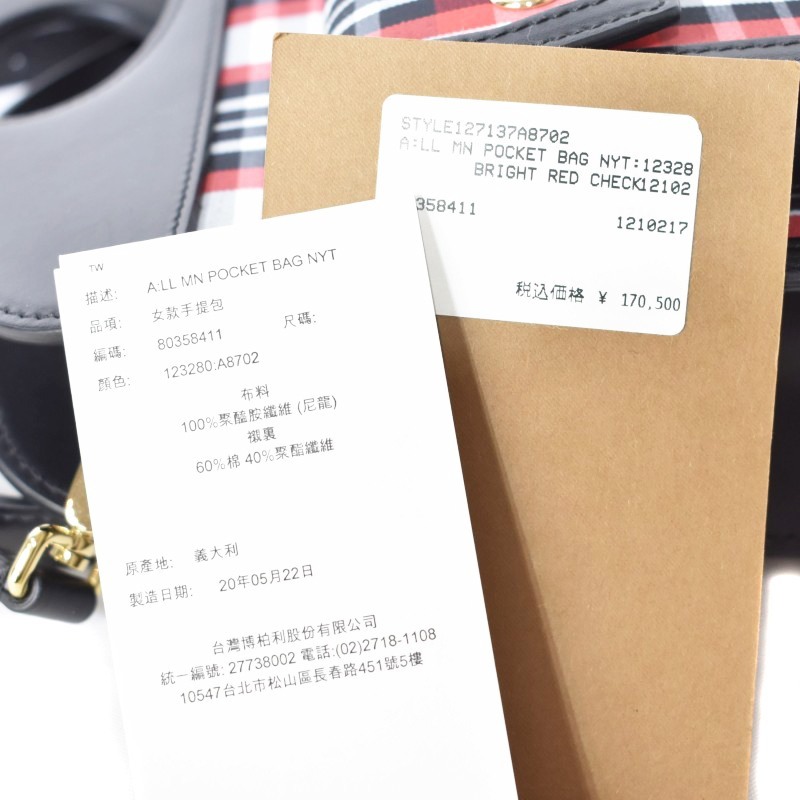 STYLE127137A8702
A:LL MN POCKET BAG NYT:12328
BRIGHT RED CHECK12102
358411
1210217
税込価格 ¥ 170,500
TW
描述: A:LL MN POCKET BAG NYT
品項: 女款手提包
編碼: 80358411 尺碼:
顏色: 123280:A8702
布料
100%聚醯胺纖維 (尼龍)
襯裏
60%棉 40%聚酯纖維
原產地: 義大利
製造日期: 20年05月22日
台灣博柏利股份有限公司
統一編號: 27738002 電話:(02)2718-1108
10547台北市松山區長春路451號5樓